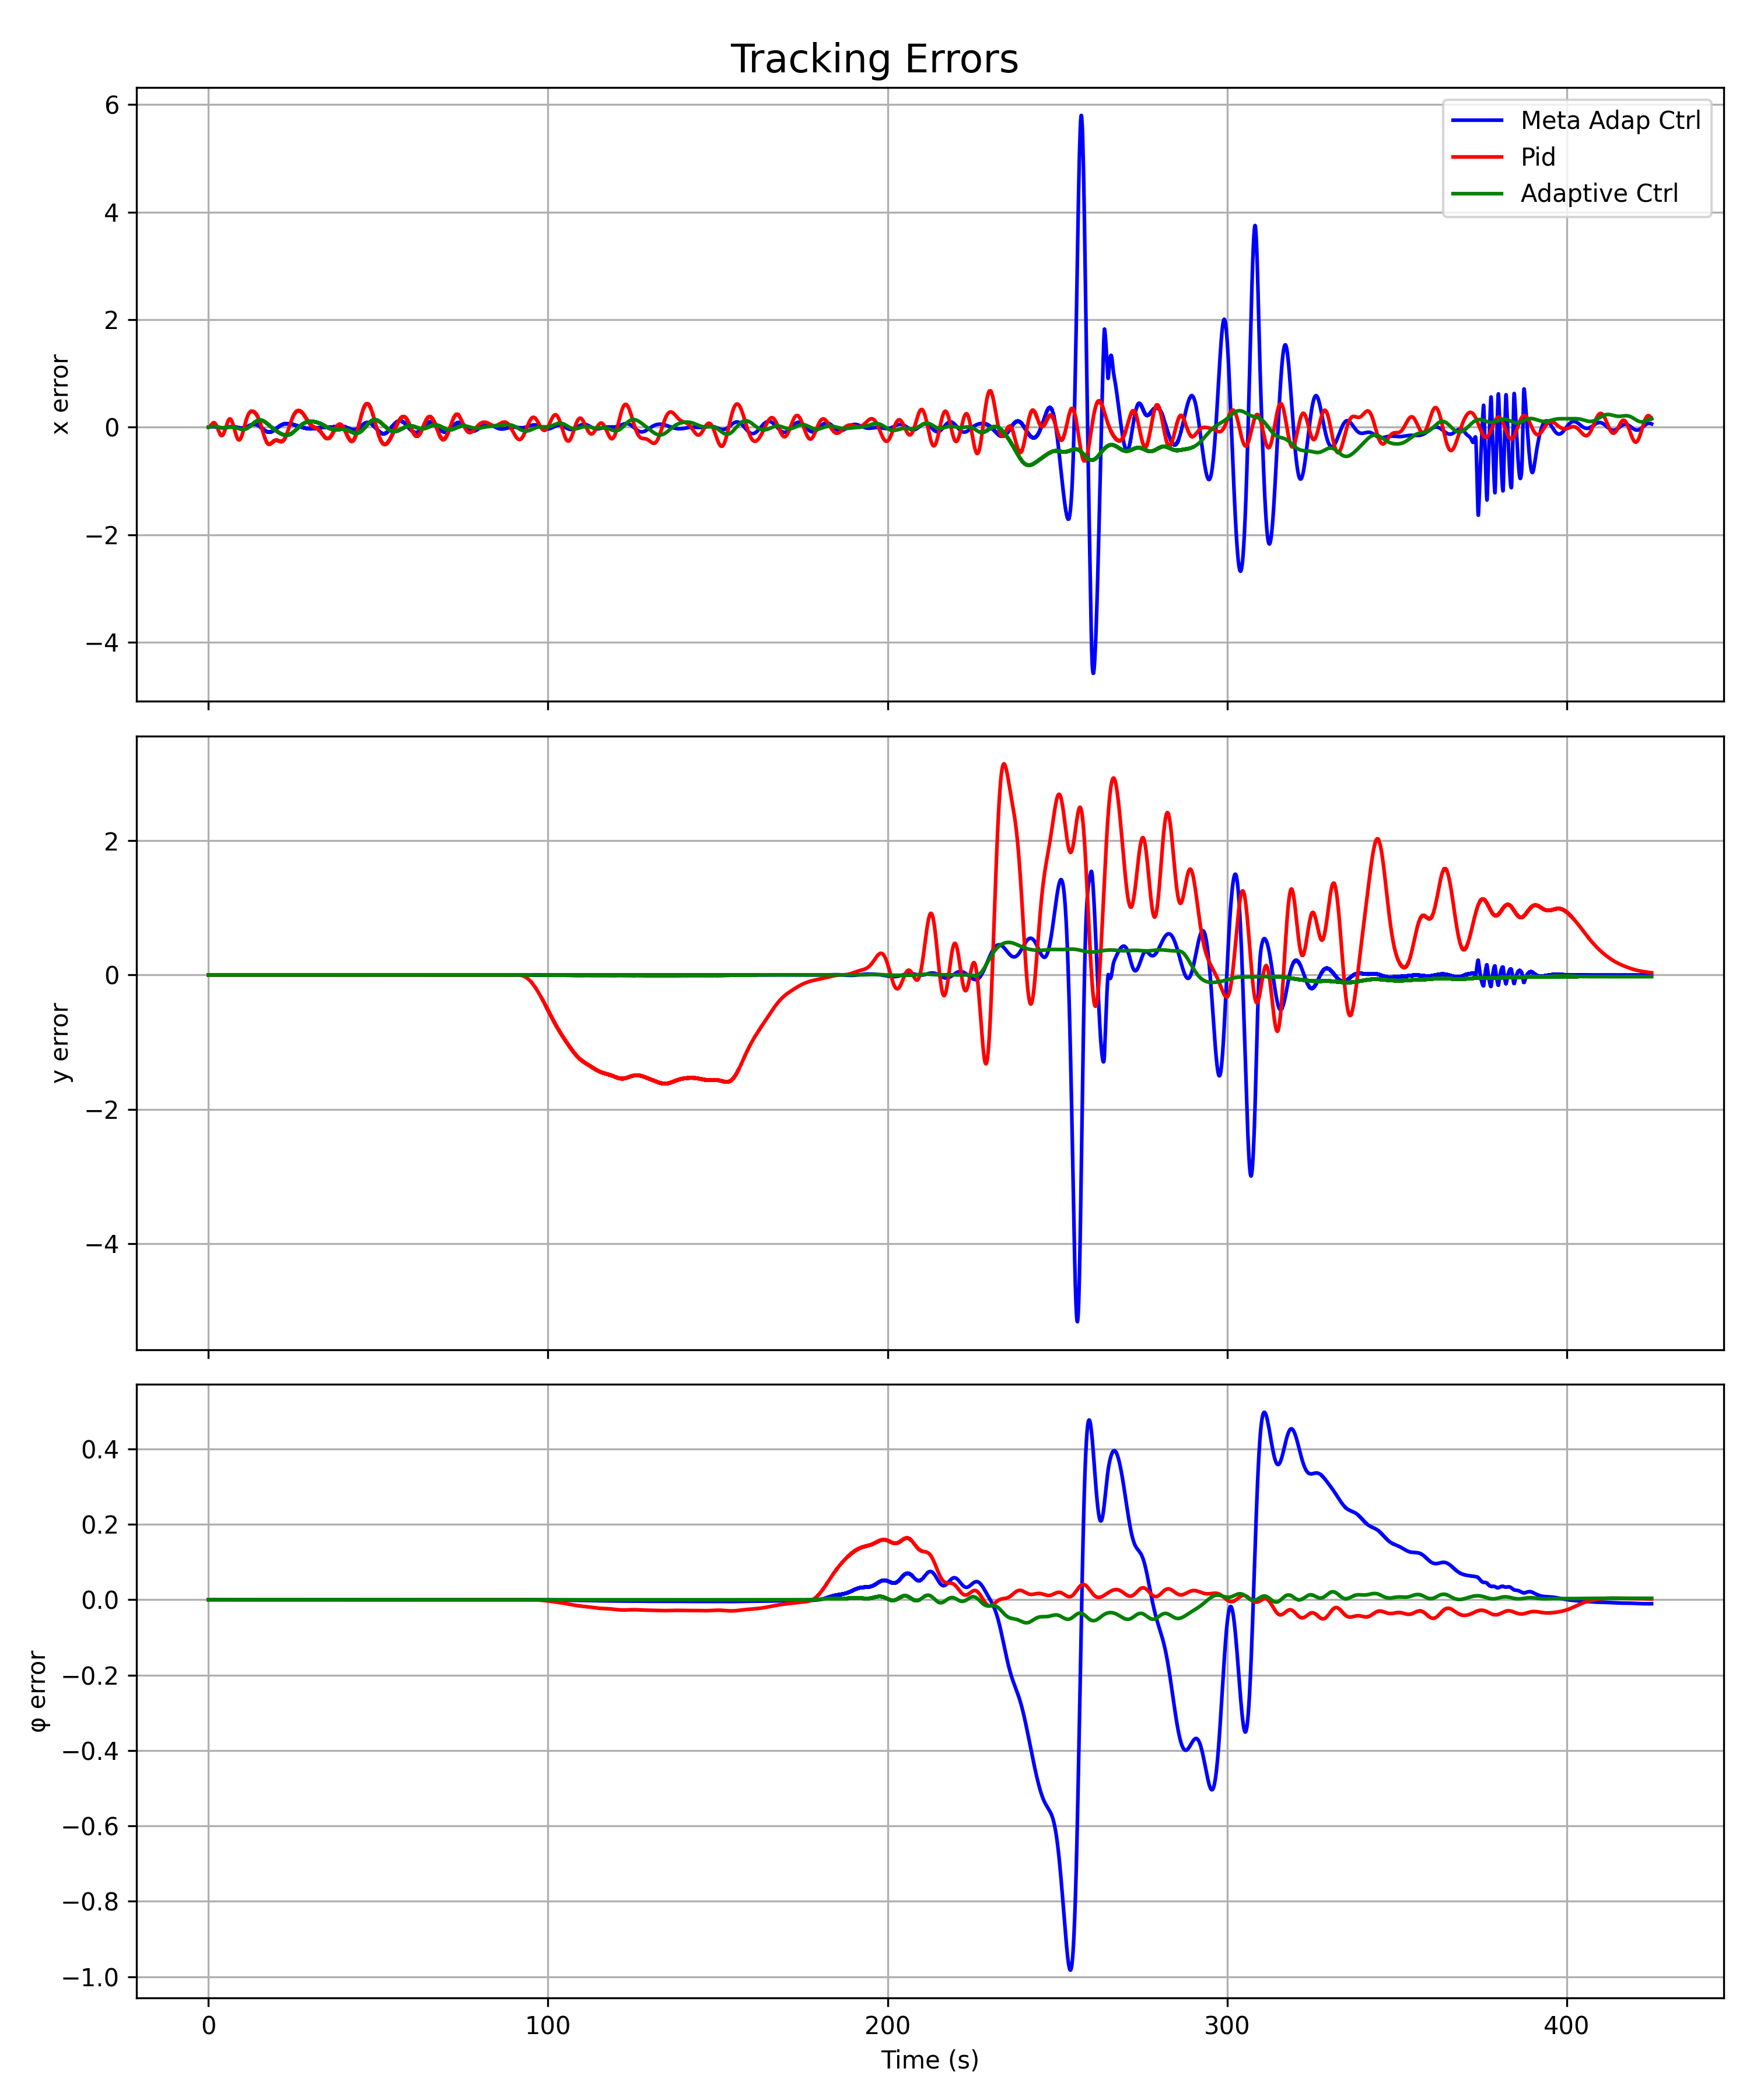 Tracking Errors
6
4
2
0
−2
−4
x error
Meta Adap Ctrl
Pid
Adaptive Ctrl
2
0
−2
−4
y error
0.4
0.2
0.0
−0.2
−0.4
−0.6
−0.8
−1.0
φ error
0 100 200 300 400
Time (s)